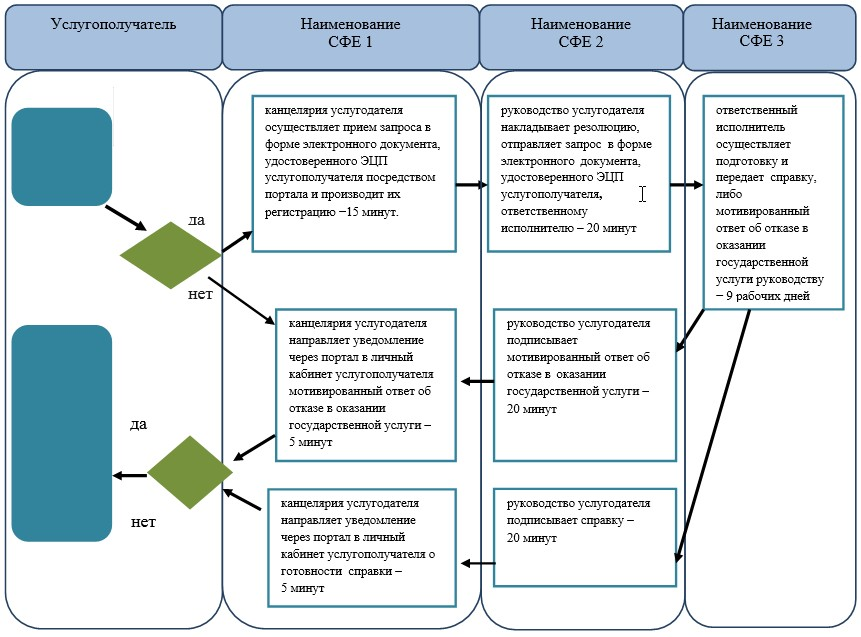 Услугополучатель
Наименование
СФЕ 1
Наименование
СФЕ 2
Наименование
СФЕ 3
канцелярия услугодателя
осуществляет прием запроса в
форме электронного документа,
удостоверенного ЭЦП
услугополучателя посредством
портала и производит их
регистрацию –15 минут.
руководство услугодателя
накладывает резолюцию,
отправляет запрос в форме
электронного документа,
удостоверенного ЭЦП
услугополучателя,
ответственному
исполнителю – 20 минут
ответственный
исполнитель
осуществляет
подготовку и
передает справку,
либо
мотивированный
ответ об отказе в
оказании
государственной
услуги руководству
– 9 рабочих дней
да
нет
канцелярия услугодателя
направляет уведомление
через портал в личный
кабинет услугополучателя
мотивированный ответ об
отказе в оказании
государственной услуги –
5 минут
руководство услугодателя
подписывает
мотивированный ответ об
отказе в оказании
государственной услуги –
20 минут
да
нет
канцелярия услугодателя
направляет уведомление
через портал в личный
кабинет услугополучателя о
готовности справки –
5 минут
руководство услугодателя
подписывает справку –
20 минут